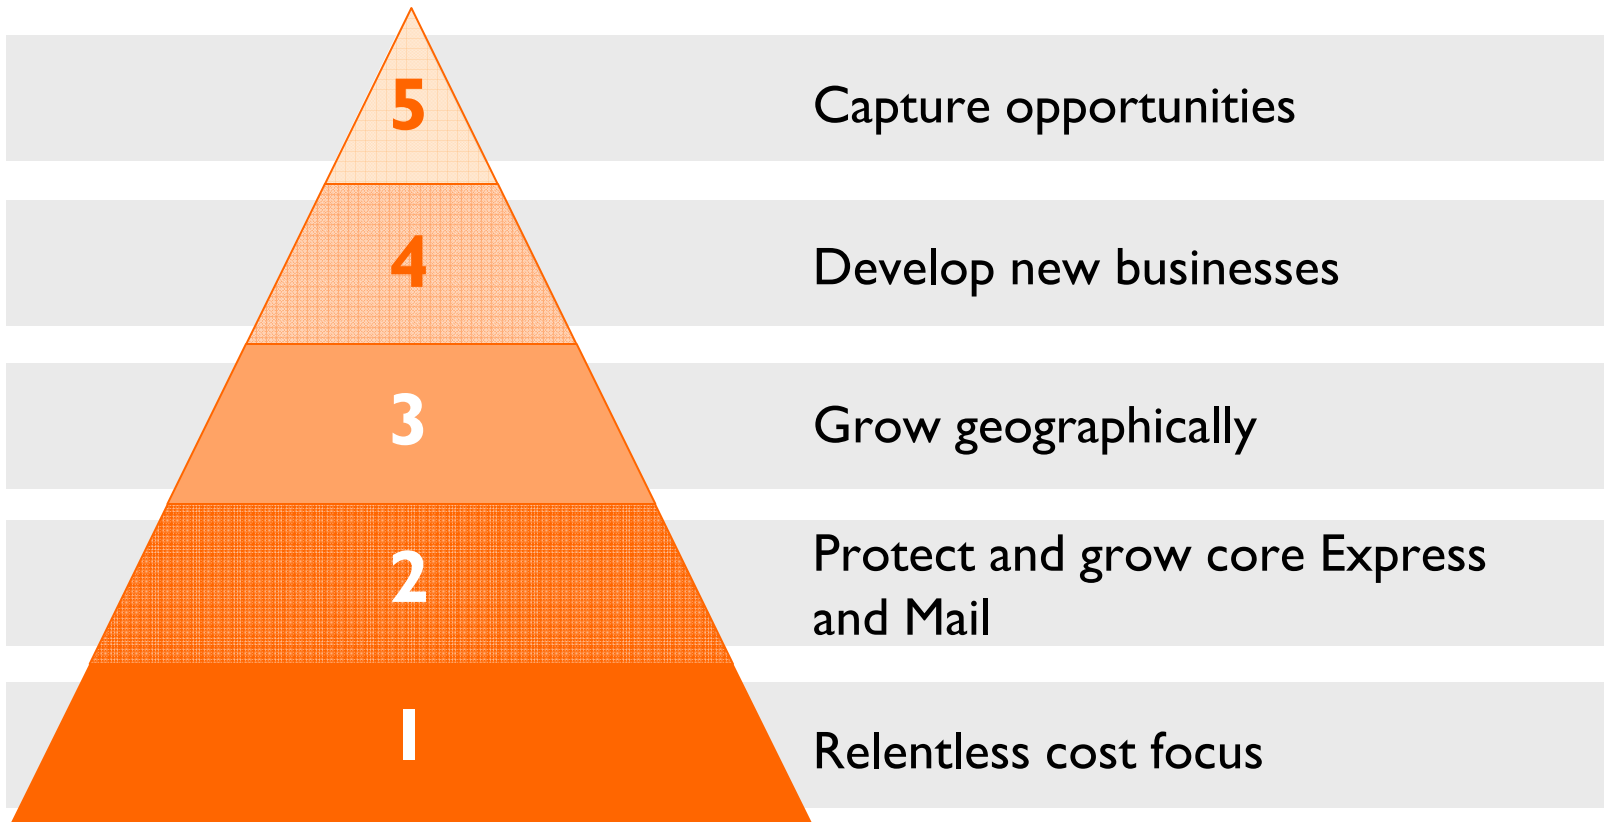 5
Capture opportunities
4
Develop new businesses
3
Grow geographically
2
Protect and grow core Express
and Mail
1
Relentless cost focus